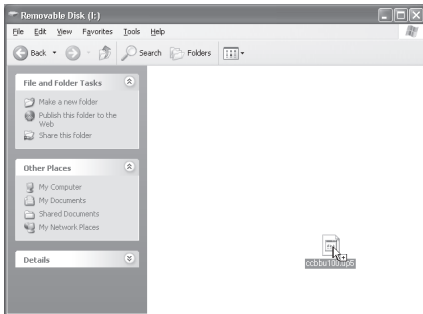 Removable Disk (I:)
File Edit View Favorites Tools Help
Back Search Folders
File and Folder Tasks
Make a new folder
Publish this folder to the
Web
Share this folder
Other Places
My Computer
My Documents
Shared Documents
My Network Places
Details